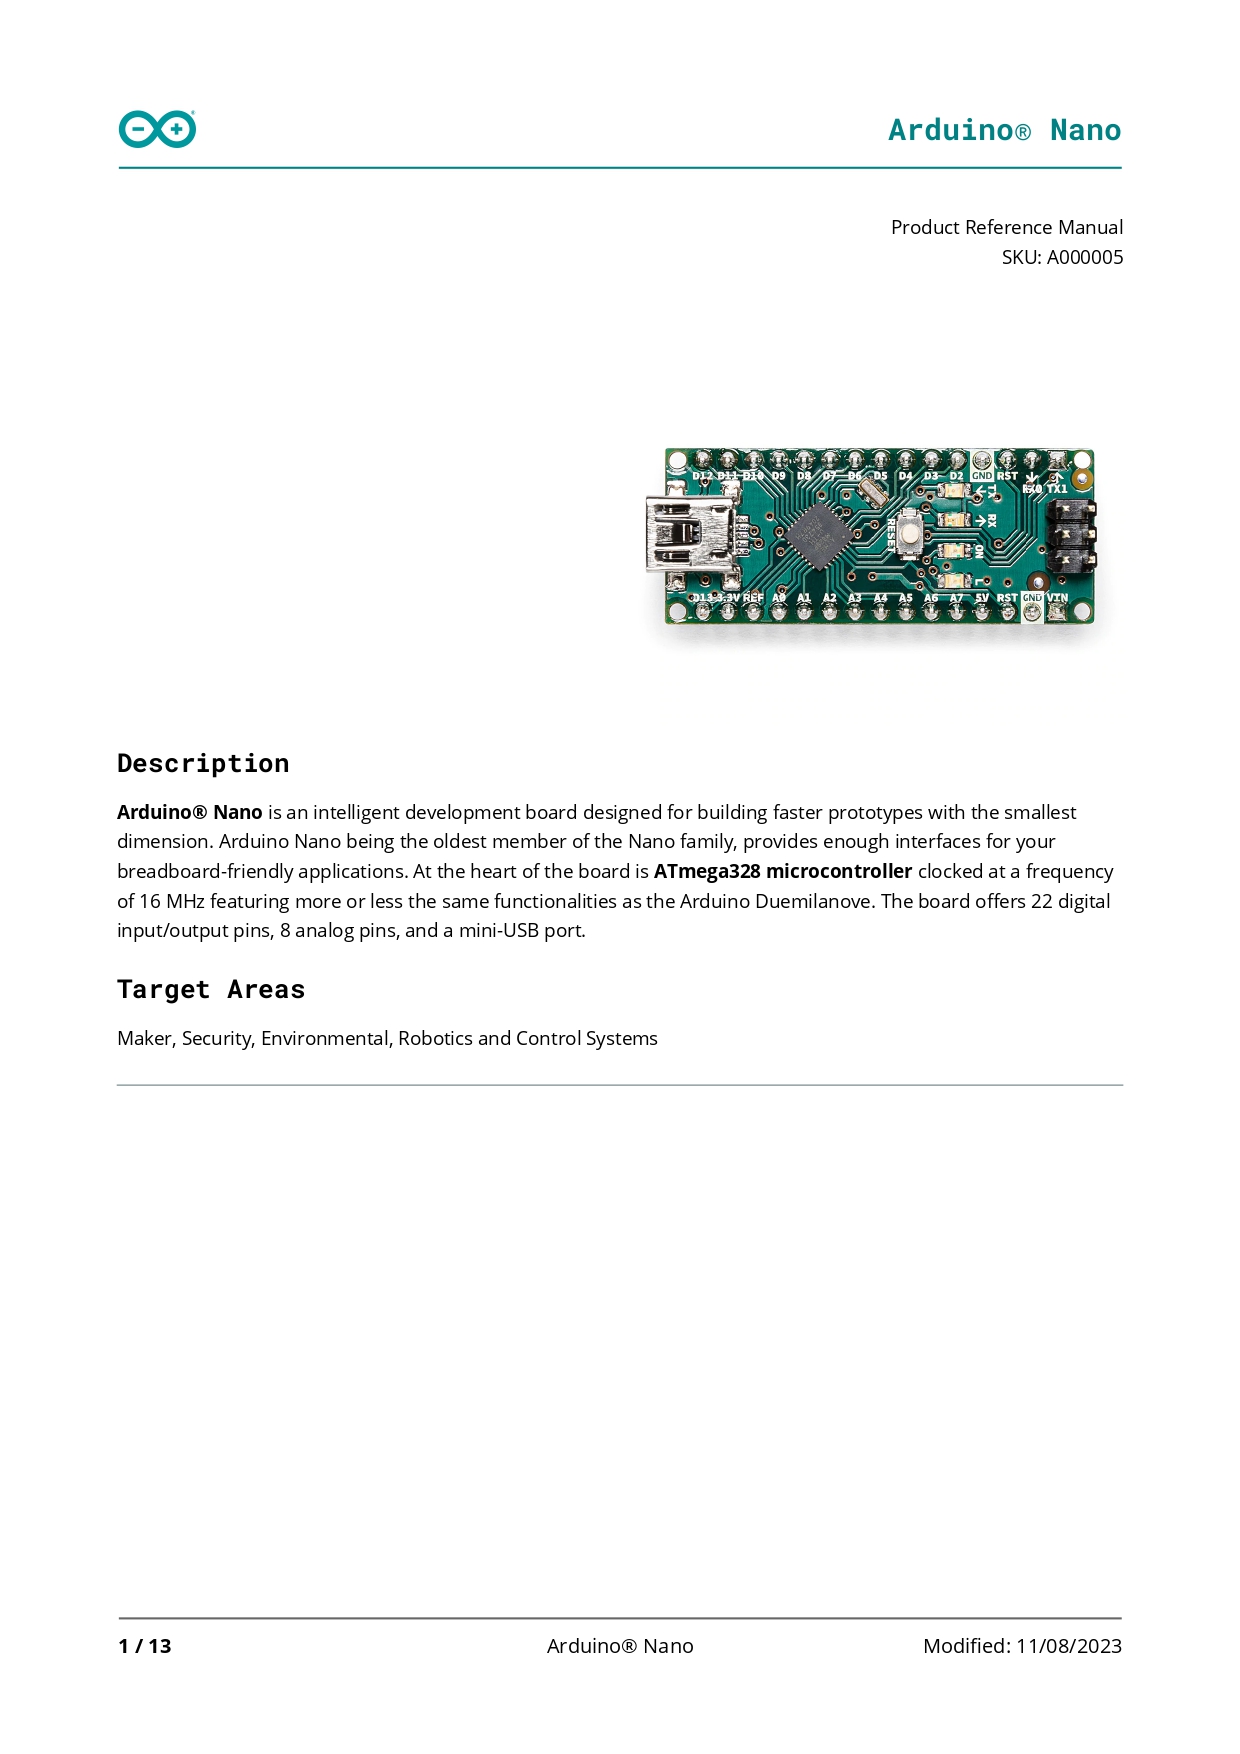 Arduino® Nano
Product Reference Manual
SKU: A000005
D12 D11 D10 D9 D8 D7 D6 D5 D4 D3 D2 GND RST
RX0 TX1
TX
RX
RESET
ON
L
D13 3.3V REF A0 A1 A2 A3 A4 A5 A6 A7 5V RST GND VIN
Description
Arduino® Nano is an intelligent development board designed for building faster prototypes with the smallest
dimension. Arduino Nano being the oldest member of the Nano family, provides enough interfaces for your
breadboard-friendly applications. At the heart of the board is ATmega328 microcontroller clocked at a frequency
of 16 MHz featuring more or less the same functionalities as the Arduino Duemilanove. The board offers 22 digital
input/output pins, 8 analog pins, and a mini-USB port.
Target Areas
Maker, Security, Environmental, Robotics and Control Systems
1 / 13
Arduino® Nano
Modified: 11/08/2023